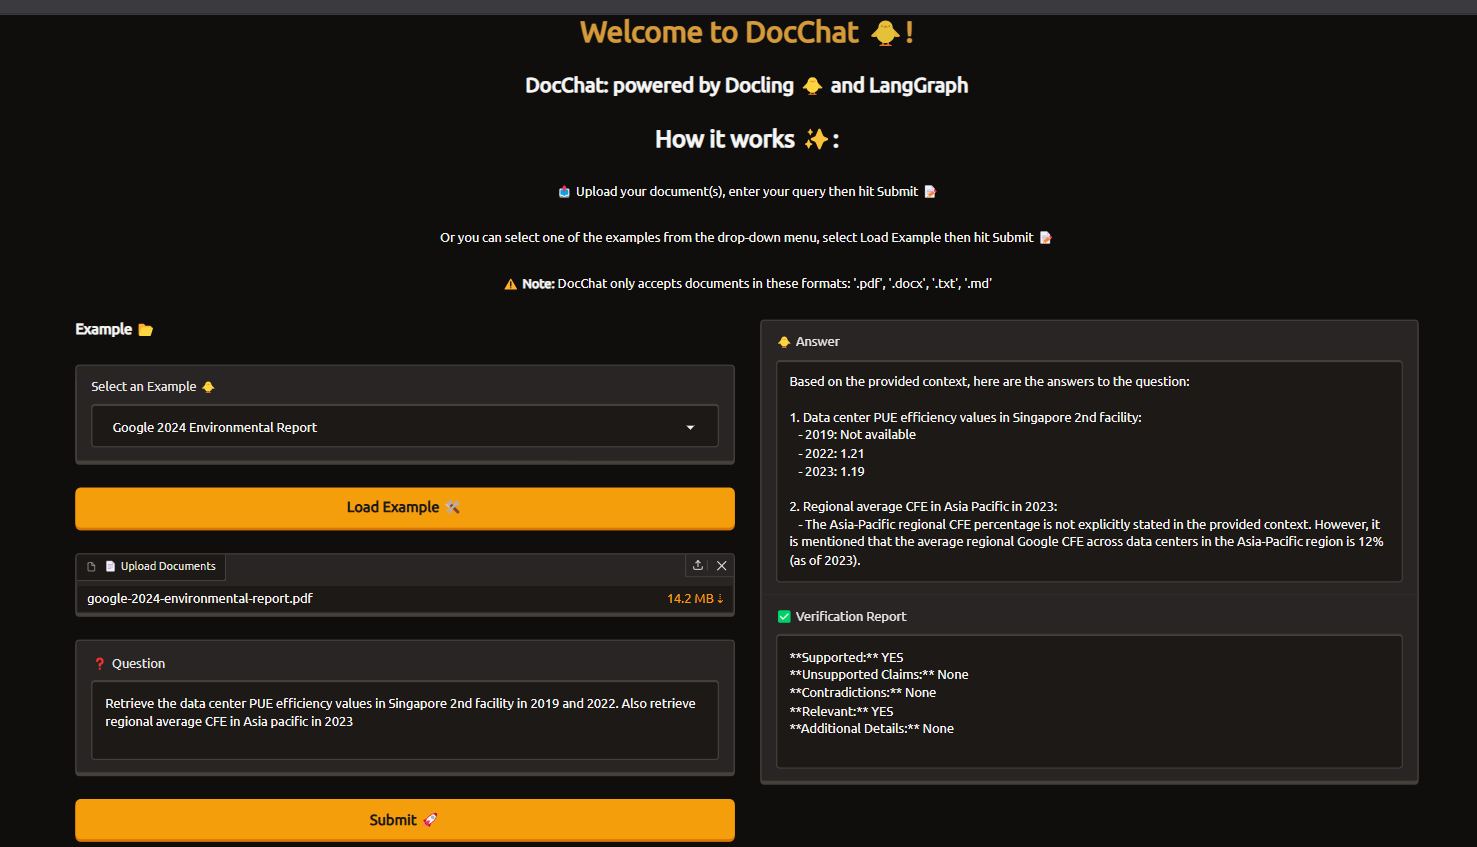 Welcome to DocChat 🐥!
DocChat: powered by Docling 🐥 and LangGraph
How it works ✨:
📤 Upload your document(s), enter your query then hit Submit 📝
Or you can select one of the examples from the drop-down menu, select Load Example then hit Submit 📝
⚠️ Note: DocChat only accepts documents in these formats: '.pdf', '.docx', '.txt', '.md'
Example 📂
Select an Example 🐥
Google 2024 Environmental Report
Load Example 🛠️
📄 Upload Documents
google-2024-environmental-report.pdf 14.2 MB ⇣
❓ Question
Retrieve the data center PUE efficiency values in Singapore 2nd facility in 2019 and 2022. Also retrieve
regional average CFE in Asia pacific in 2023
Submit 🚀
🐥 Answer
Based on the provided context, here are the answers to the question:
1. Data center PUE efficiency values in Singapore 2nd facility:
- 2019: Not available
- 2022: 1.21
- 2023: 1.19
2. Regional average CFE in Asia Pacific in 2023:
- The Asia-Pacific regional CFE percentage is not explicitly stated in the provided context. However, it
is mentioned that the average regional Google CFE across data centers in the Asia-Pacific region is 12%
(as of 2023).
✅ Verification Report
**Supported:** YES
**Unsupported Claims:** None
**Contradictions:** None
**Relevant:** YES
**Additional Details:** None